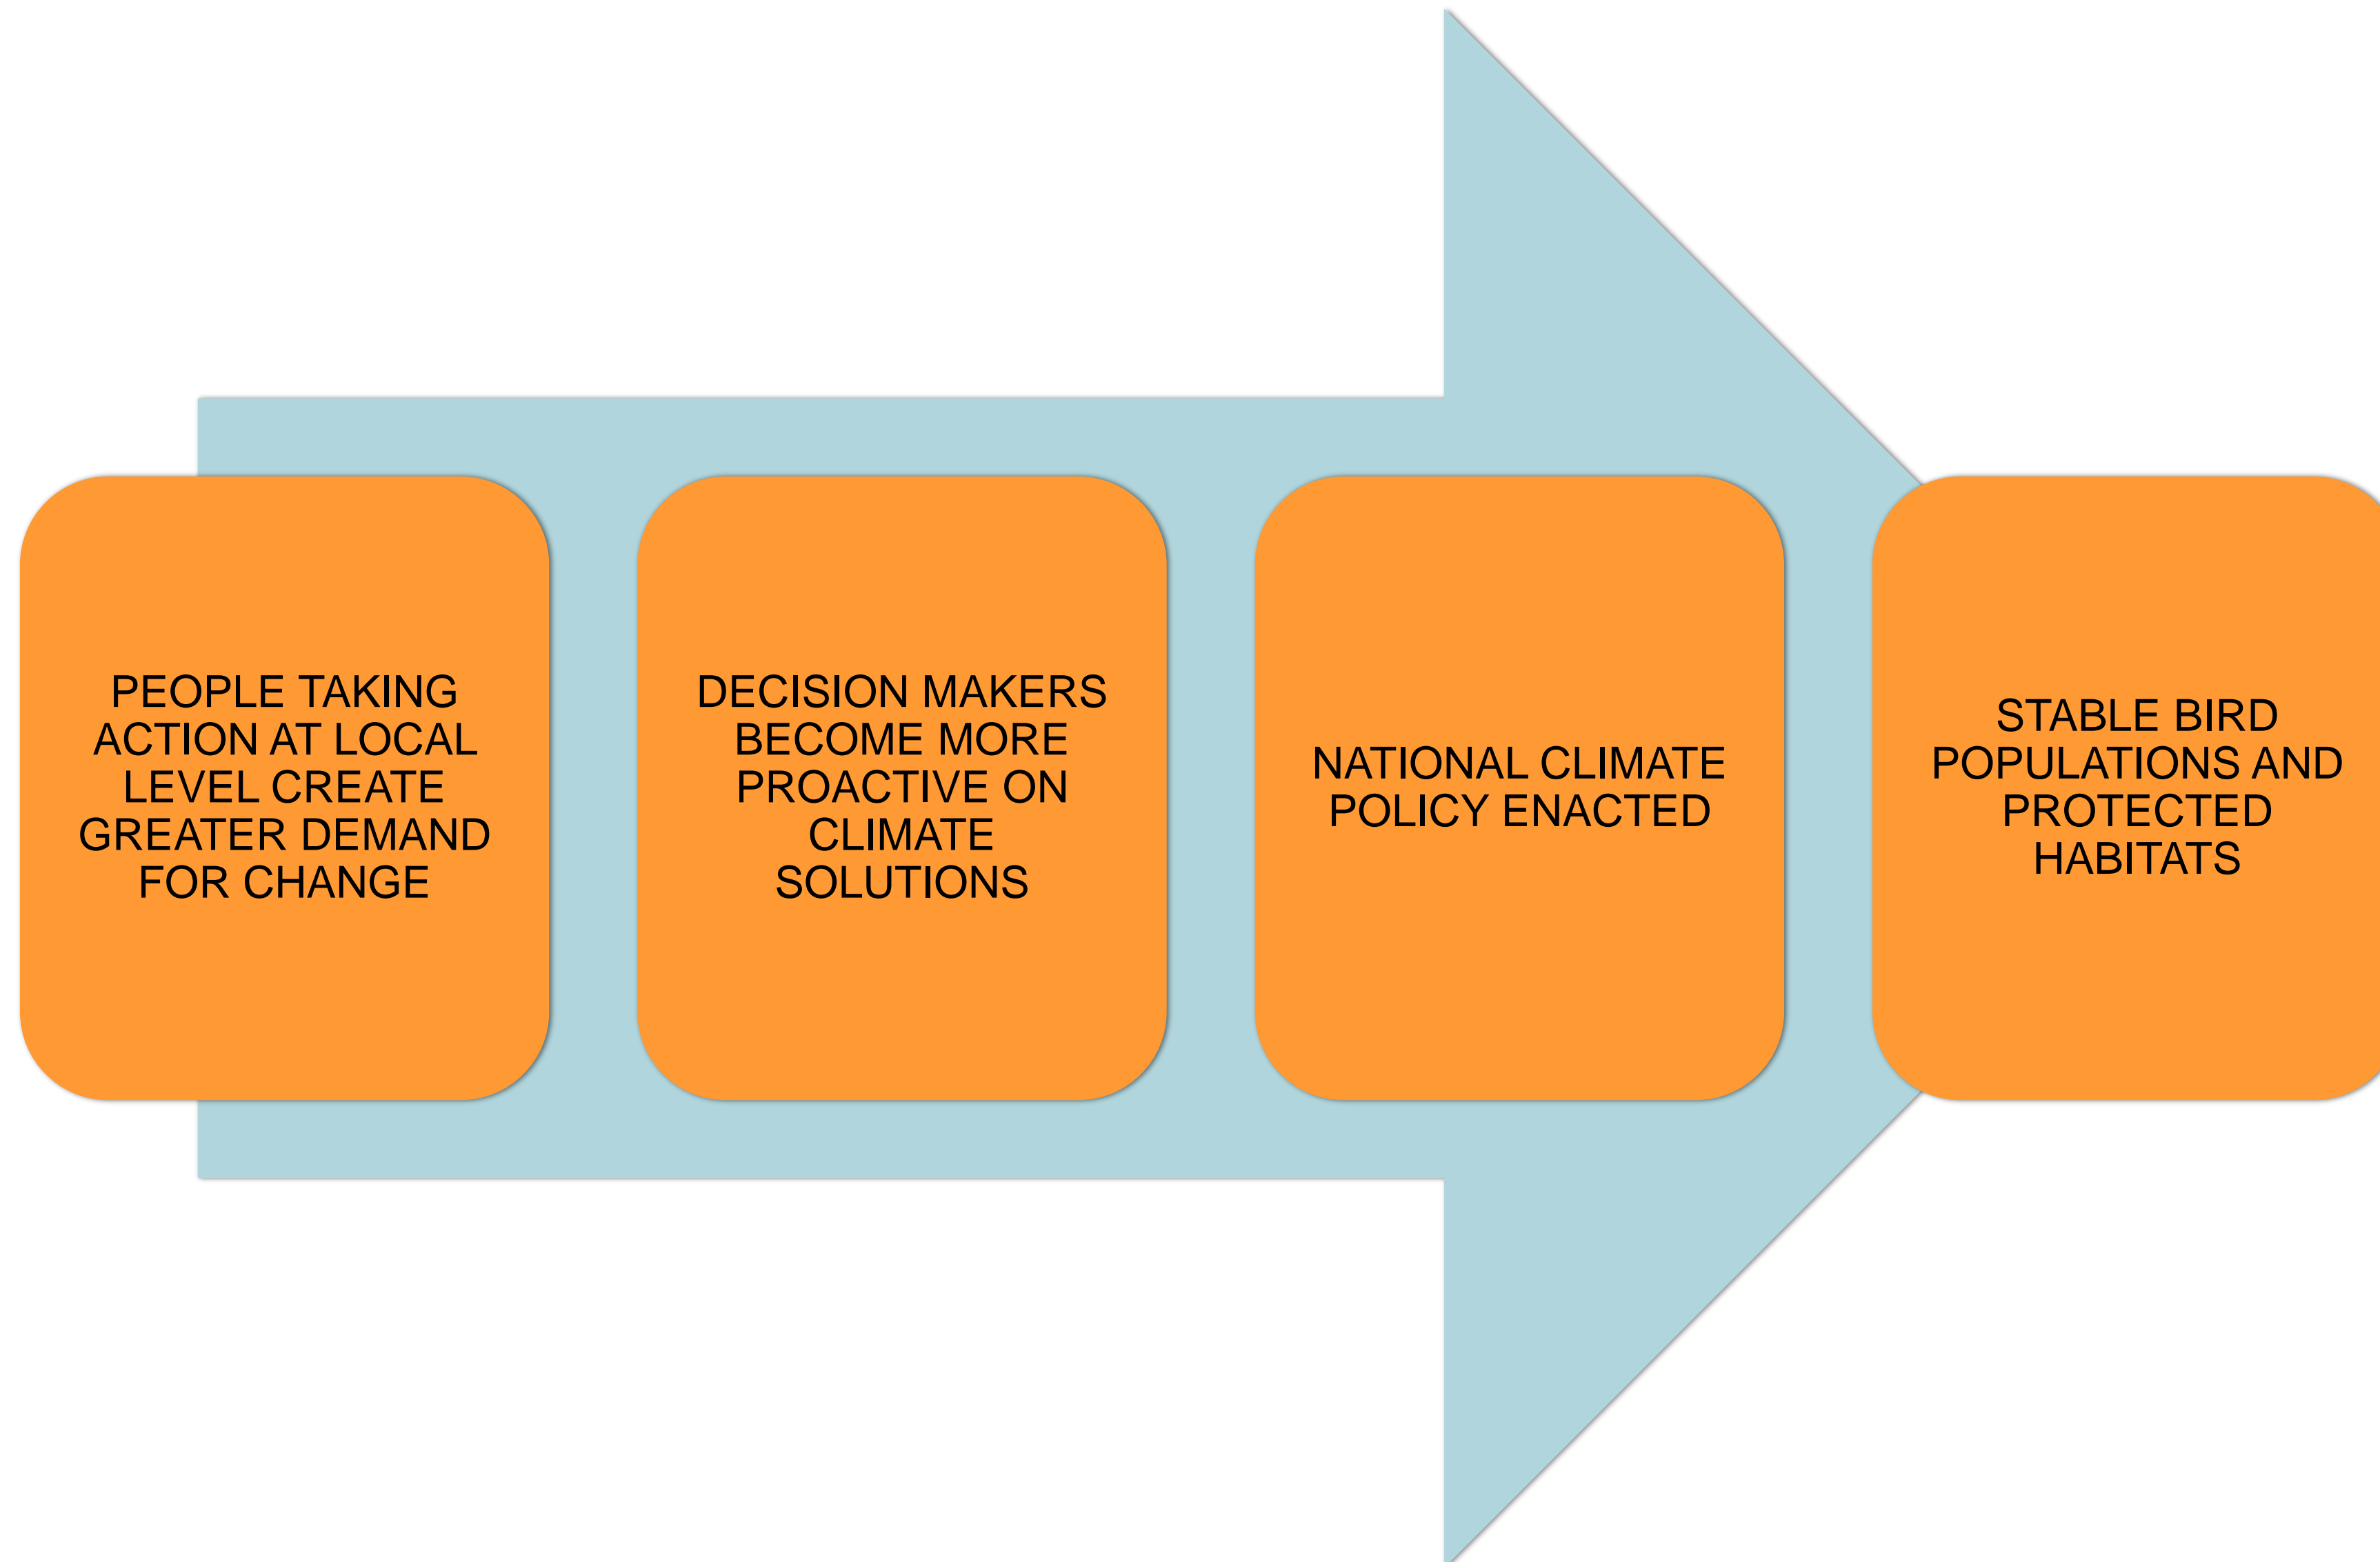 PEOPLE TAKING
ACTION AT LOCAL
LEVEL CREATE
GREATER DEMAND
FOR CHANGE
DECISION MAKERS
BECOME MORE
PROACTIVE ON
CLIMATE
SOLUTIONS
NATIONAL CLIMATE
POLICY ENACTED
STABLE BIRD
POPULATIONS AND
PROTECTED
HABITATS